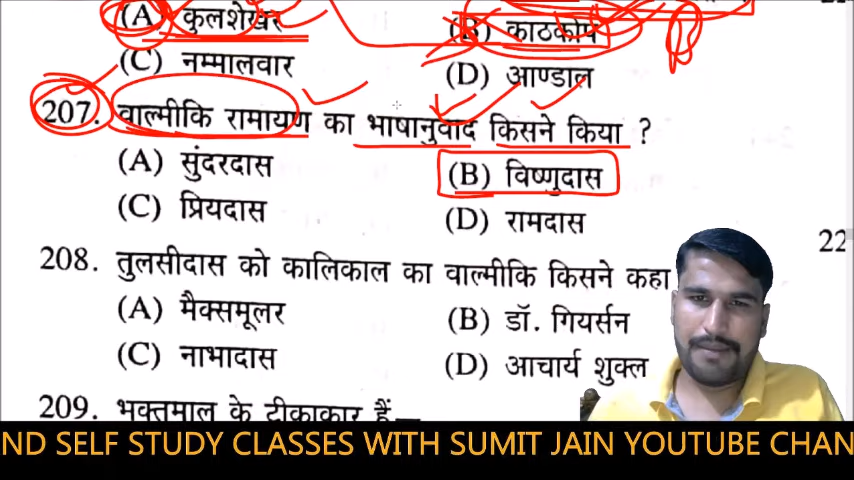 (A) कुलशेखर (B) काठकोप
(C) नम्मालवार (D) आण्डाल
207. वाल्मीकि रामायण का भाषानुवाद किसने किया ?
(A) सुंदरदास (B) विष्णुदास
(C) प्रियदास (D) रामदास
22
208. तुलसीदास को कालिकाल का वाल्मीकि किसने कहा
(A) मैक्समूलर (B) डॉ. गियर्सन
(C) नाभादास (D) आचार्य शुक्ल
209. भक्तमाल के टीकाकार हैं—
ND SELF STUDY CLASSES WITH SUMIT JAIN YOUTUBE CHAN